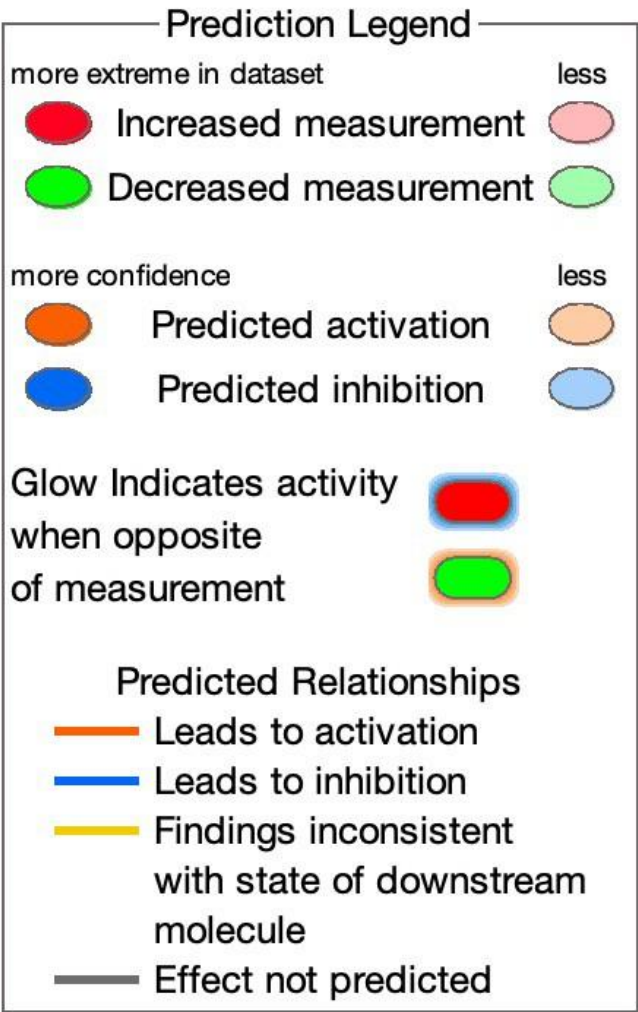 Prediction Legend
more extreme in dataset less
Increased measurement
Decreased measurement
more confidence less
Predicted activation
Predicted inhibition
Glow Indicates activity
when opposite
of measurement
Predicted Relationships
Leads to activation
Leads to inhibition
Findings inconsistent
with state of downstream
molecule
Effect not predicted